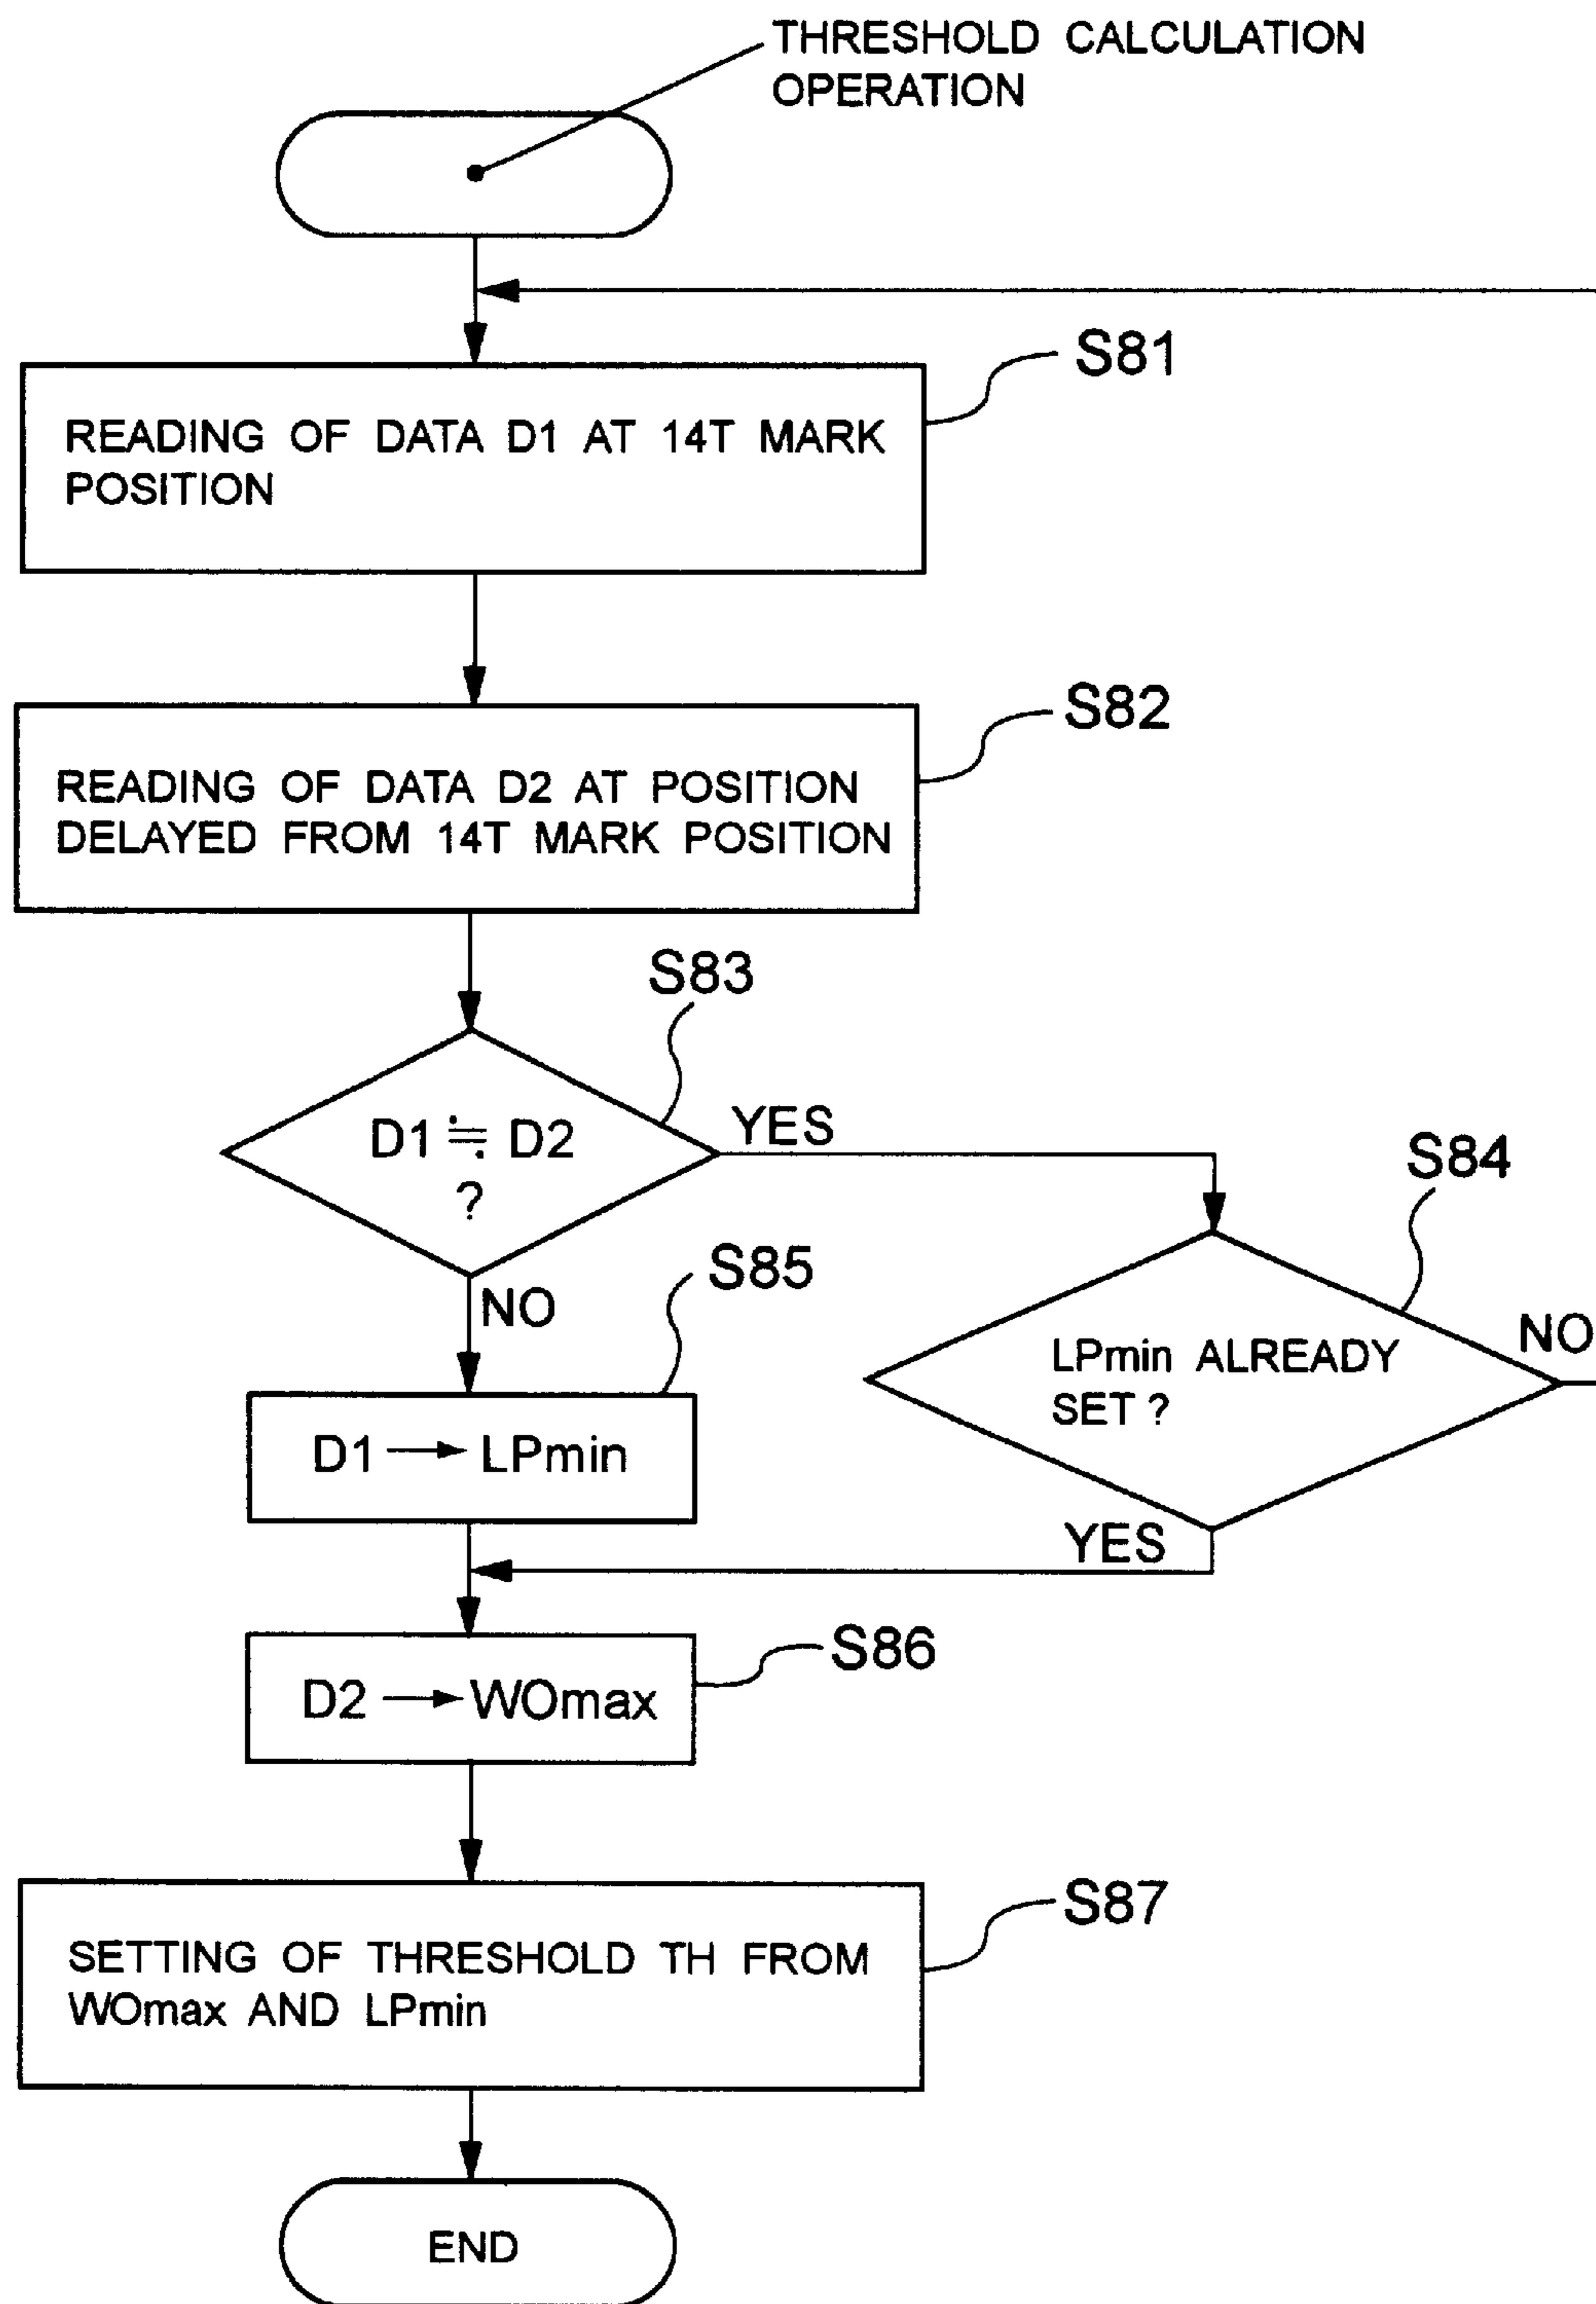 THRESHOLD CALCULATION
OPERATION
S81
READING OF DATA D1 AT 14T MARK
POSITION
S82
READING OF DATA D2 AT POSITION
DELAYED FROM 14T MARK POSITION
S83
D1 ≒ D2
?
YES
S84
LPmin ALREADY
SET ?
NO
NO
S85
D1 → LPmin
YES
S86
D2 → WOmax
S87
SETTING OF THRESHOLD TH FROM
WOmax AND LPmin
END